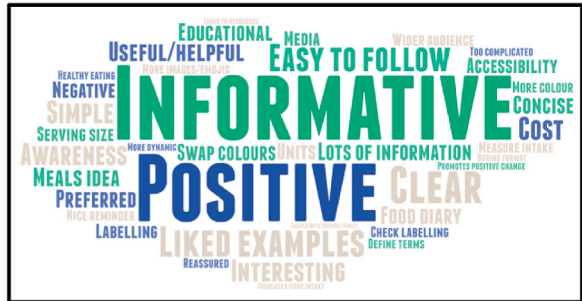 LINKS TO RESOURCES
EDUCATIONAL
MEDIA
WIDER AUDIENCE
USEFUL/HELPFUL
EASY TO FOLLOW
TOO COMPLICATED
ACCESSIBILITY
HEALTHY EATING
MORE IMAGES/EMOJIS
NEGATIVE
INFORMATIVE
MORE COLOUR
CONCISE
SIMPLE
COST
SERVING SIZE
AWARENESS
MORE DYNAMIC
SWAP COLOURS
UNITS
LOTS OF INFORMATION
MEASURE INTAKE
BORING FORMAT
PROMOTES POSITIVE CHANGE
MEALS IDEA
POSITIVE
CLEAR
PREFERRED
NICE REMINDER
FOOD DIARY
LABELLING
LIKED EXAMPLES
CHECK LABELLING
DEFINE TERMS
REASSURED
INTERESTING
INCREASED FIBRE INTAKE